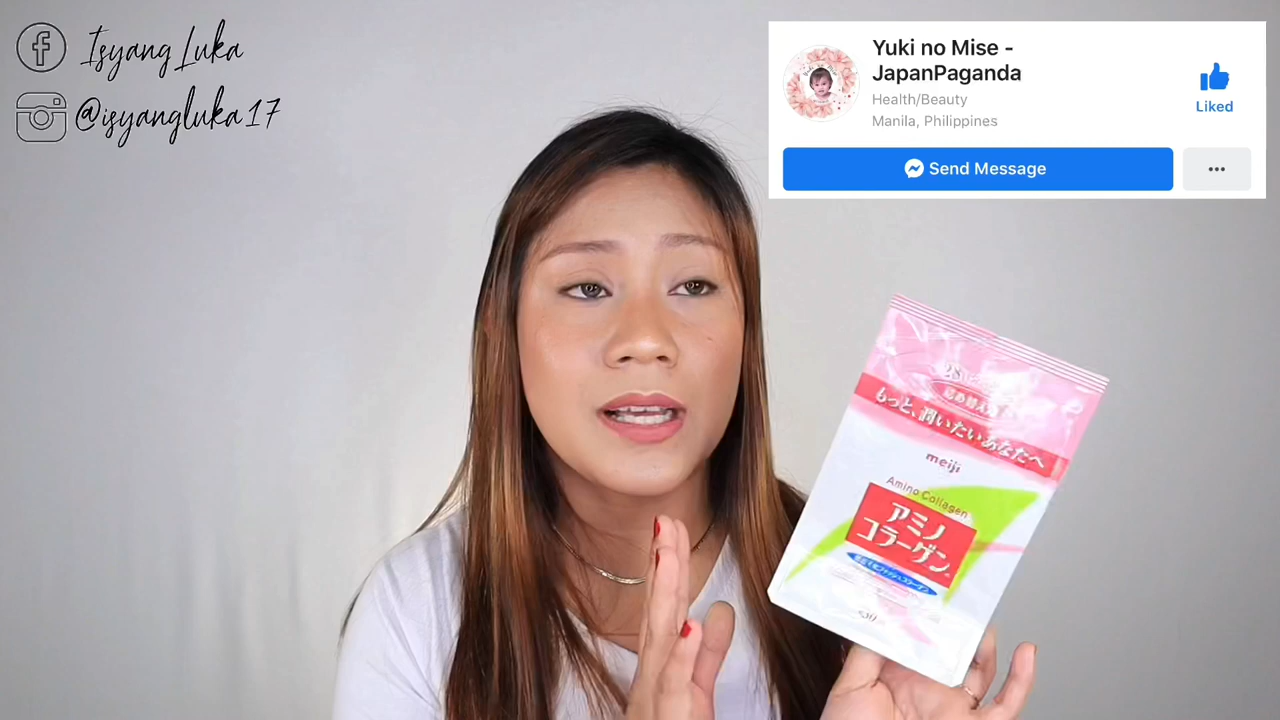 Isyang Luka
@isyangluka17
Yuki no Mise -
JapanPaganda
Health/Beauty
Manila, Philippines
Liked
Send Message
もっと、潤いたいあなたへ
meiji
Amino Collagen
アミノ
コラーゲン